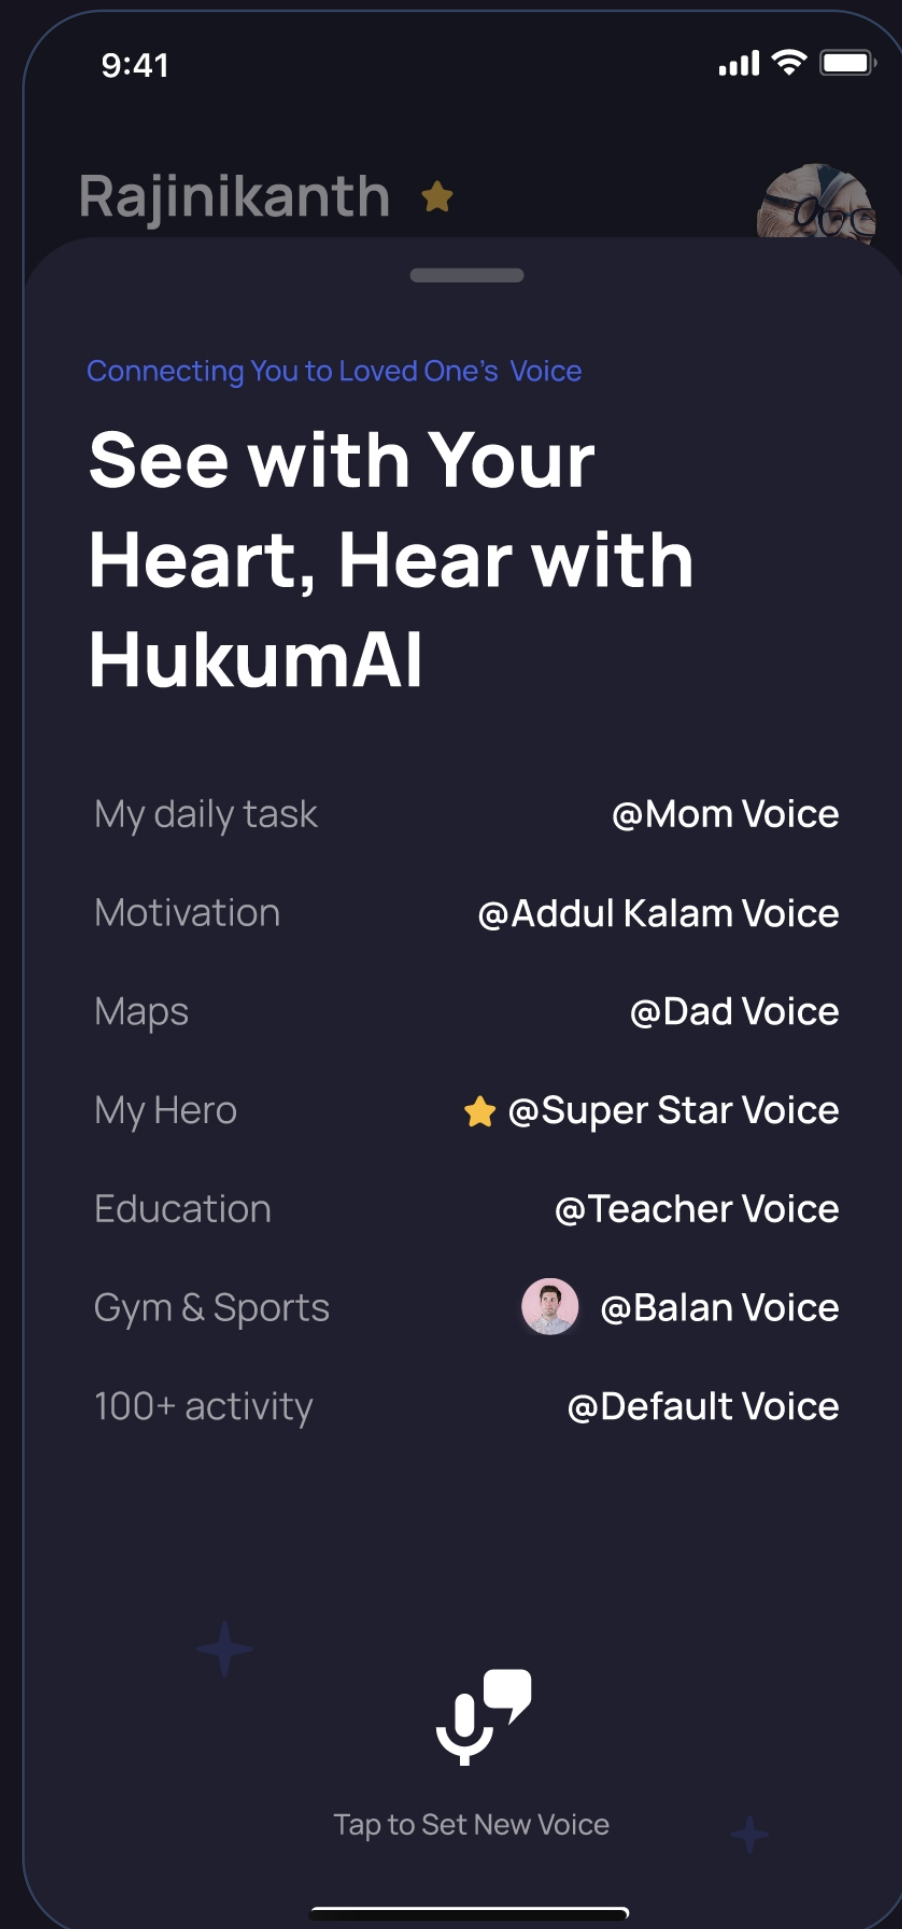 9:41
Rajinikanth
Connecting You to Loved One's Voice
See with Your
Heart, Hear with
HukumAI
My daily task @Mom Voice
Motivation @Addul Kalam Voice
Maps @Dad Voice
My Hero @Super Star Voice
Education @Teacher Voice
Gym & Sports @Balan Voice
100+ activity @Default Voice
Tap to Set New Voice